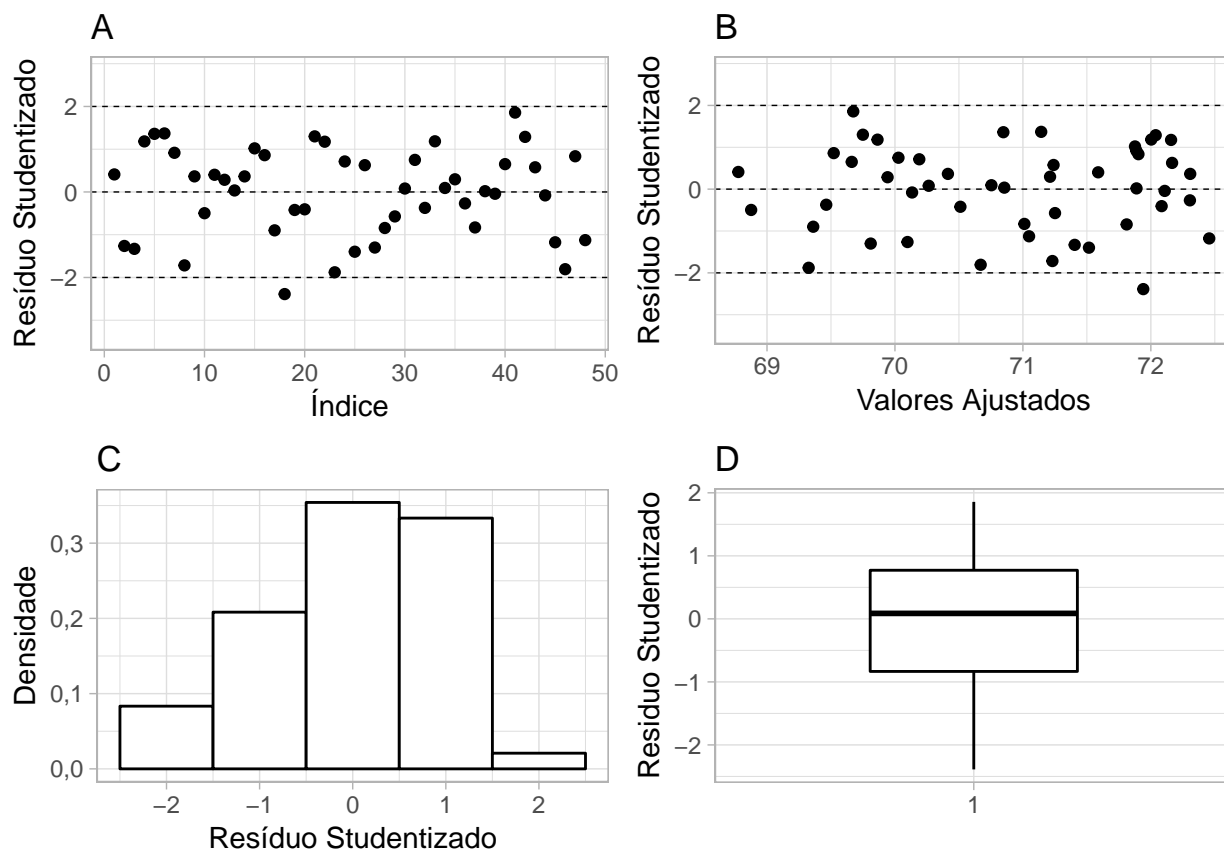 A
Resíduo Studentizado
2
0
−2
0
10
20
30
40
50
Índice
B
Resíduo Studentizado
2
0
−2
69
70
71
72
Valores Ajustados
C
Densidade
0,3
0,2
0,1
0,0
−2
−1
0
1
2
Resíduo Studentizado
D
Residuo Studentizado
2
1
0
−1
−2
1